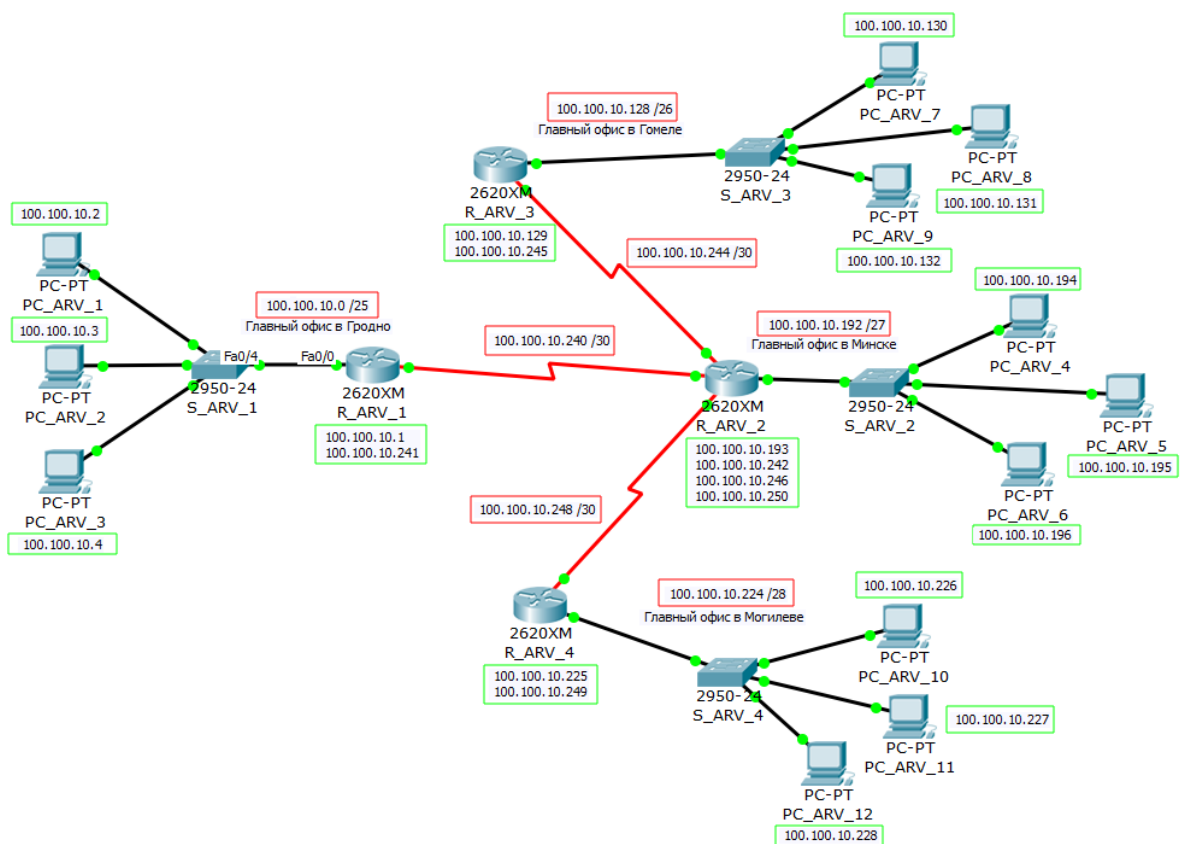 100.100.10.130
PC-PT
PC_ARV_7
100.100.10.128 /26
Главный офис в Гомеле
2620XM
R_ARV_3
100.100.10.129
100.100.10.245
2950-24
S_ARV_3
PC-PT
PC_ARV_8
100.100.10.131
PC-PT
PC_ARV_9
100.100.10.132
100.100.10.244 /30
100.100.10.2
PC-PT
PC_ARV_1
100.100.10.3
PC-PT
PC_ARV_2
PC-PT
PC_ARV_3
100.100.10.4
100.100.10.0 /25
Главный офис в Гродно
Fa0/4
Fa0/0
2950-24
S_ARV_1
2620XM
R_ARV_1
100.100.10.1
100.100.10.241
100.100.10.240 /30
100.100.10.192 /27
Главный офис в Минске
2620XM
R_ARV_2
100.100.10.193
100.100.10.242
100.100.10.246
100.100.10.250
2950-24
S_ARV_2
100.100.10.194
PC-PT
PC_ARV_4
PC-PT
PC_ARV_5
100.100.10.195
PC-PT
PC_ARV_6
100.100.10.196
100.100.10.248 /30
2620XM
R_ARV_4
100.100.10.225
100.100.10.249
100.100.10.224 /28
Главный офис в Могилеве
2950-24
S_ARV_4
100.100.10.226
PC-PT
PC_ARV_10
100.100.10.227
PC-PT
PC_ARV_11
PC-PT
PC_ARV_12
100.100.10.228